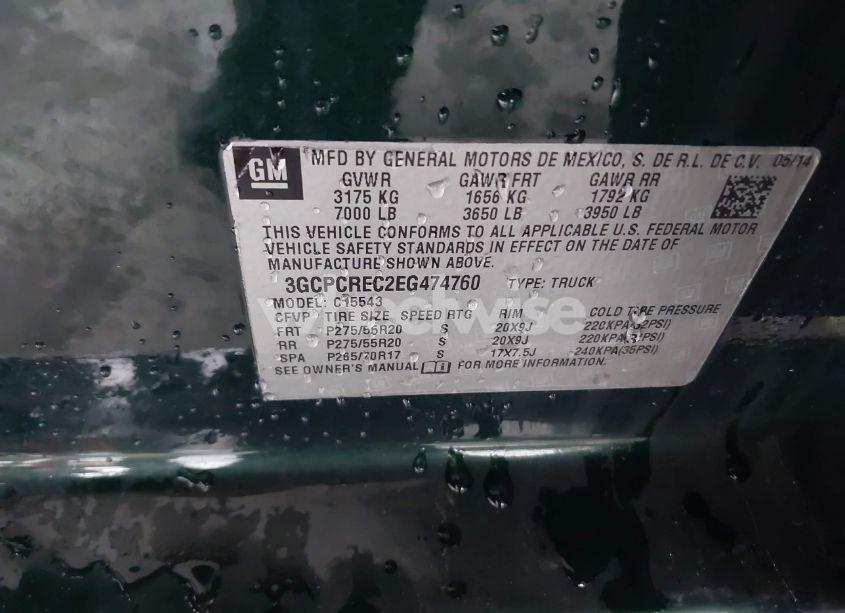 GM
MFD BY GENERAL MOTORS DE MEXICO, S. DE R.L. DE C.V. 05/14
GVWR GAWR FRT GAWR RR
3175 KG 1656 KG 1792 KG
7000 LB 3650 LB 3950 LB
THIS VEHICLE CONFORMS TO ALL APPLICABLE U.S. FEDERAL MOTOR
VEHICLE SAFETY STANDARDS IN EFFECT ON THE DATE OF
MANUFACTURE SHOWN ABOVE.
3GCPCREC2EG474760 TYPE: TRUCK
MODEL: C15543
CFVP TIRE SIZE SPEED RTG RIM COLD TIRE PRESSURE
FRT P275/55R20 S 20X9J 220KPA(32PSI)
RR P275/55R20 S 20X9J 220KPA(32PSI)
SPA P265/70R17 S 17X7.5J 240KPA(35PSI)
SEE OWNER'S MANUAL FOR MORE INFORMATION.